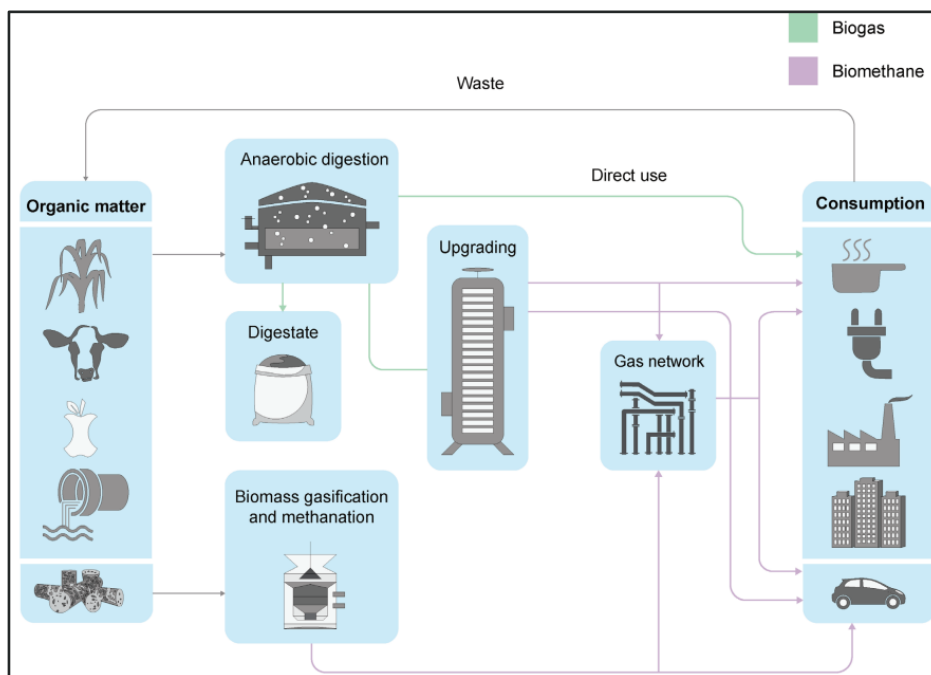 Biogas
Biomethane
Waste
Anaerobic digestion
Direct use
Organic matter
Consumption
Upgrading
Digestate
Gas network
Biomass gasification
and methanation